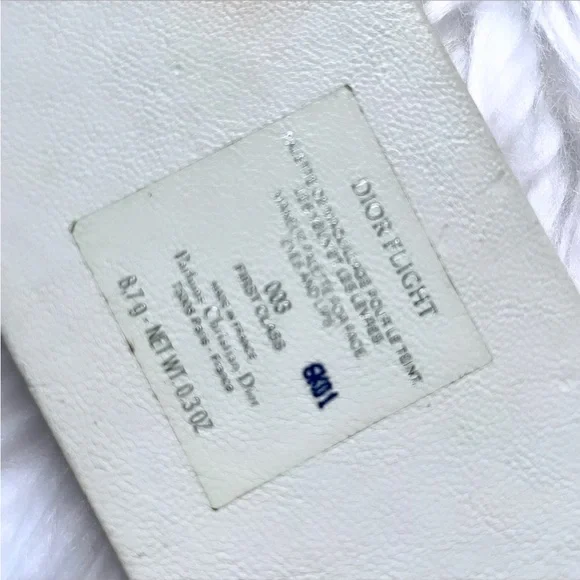 DIOR FLIGHT
PALETTE DE MAQUILLAGE POUR LE TEINT,
LES YEUX ET LES LEVRES
MAKEUP PALETTE FOR FACE,
EYES AND LIPS
003
FIRST CLASS
MADE IN FRANCE
Parfums Christian Dior
75008 Paris - France
8.7 g - NET WT. 0.3 OZ
6K01